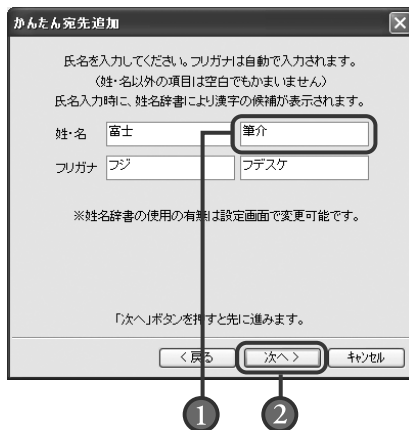 かんたん宛先追加
氏名を入力してください。フリガナは自動で入力されます。
(姓・名以外の項目は空白でもかまいません)
氏名入力時に、姓名辞書により漢字の候補が表示されます。
姓・名 富士 筆介
フリガナ フジ フデスケ
※姓名辞書の使用の有無は設定画面で変更可能です。
「次へ」ボタンを押すと先に進みます。
< 戻る 次へ > キャンセル
1 2